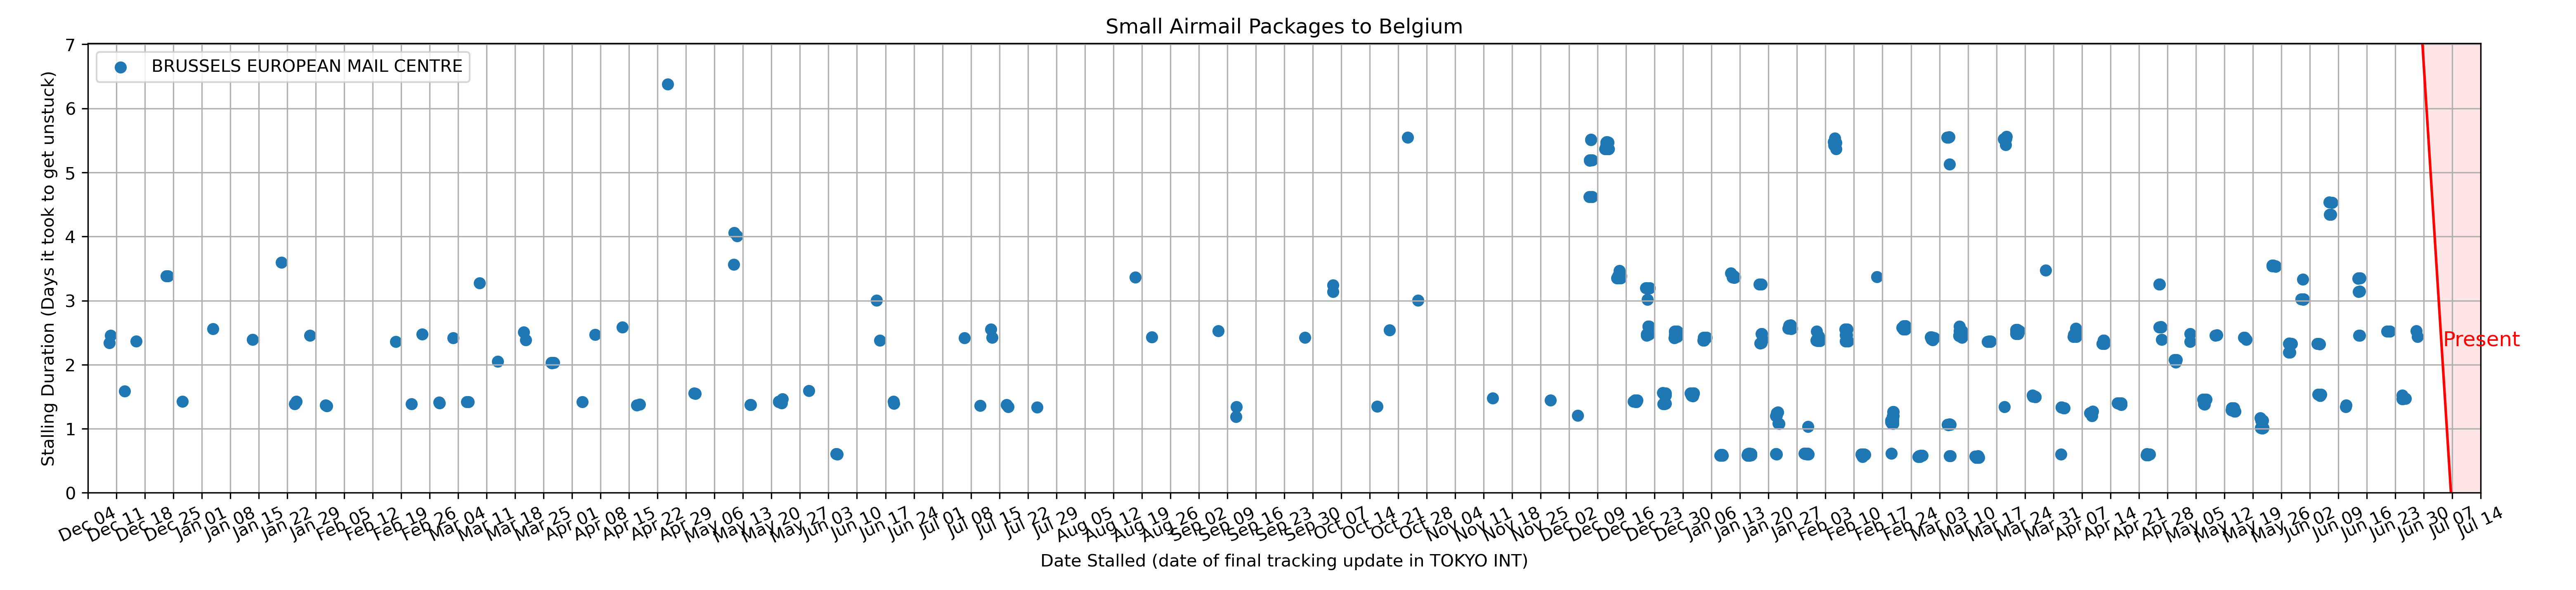 Small Airmail Packages to Belgium
BRUSSELS EUROPEAN MAIL CENTRE
Stalling Duration (Days it took to get unstuck)
7
6
5
4
3
2
1
0
Present
Dec 04
Dec 11
Dec 18
Dec 25
Jan 01
Jan 08
Jan 15
Jan 22
Jan 29
Feb 05
Feb 12
Feb 19
Feb 26
Mar 04
Mar 11
Mar 18
Mar 25
Apr 01
Apr 08
Apr 15
Apr 22
Apr 29
May 06
May 13
May 20
May 27
Jun 03
Jun 10
Jun 17
Jun 24
Jul 01
Jul 08
Jul 15
Jul 22
Jul 29
Aug 05
Aug 12
Aug 19
Aug 26
Sep 02
Sep 09
Sep 16
Sep 23
Sep 30
Oct 07
Oct 14
Oct 21
Oct 28
Nov 04
Nov 11
Nov 18
Nov 25
Dec 02
Dec 09
Dec 16
Dec 23
Dec 30
Jan 06
Jan 13
Jan 20
Jan 27
Feb 03
Feb 10
Feb 17
Feb 24
Mar 03
Mar 10
Mar 17
Mar 24
Mar 31
Apr 07
Apr 14
Apr 21
Apr 28
May 05
May 12
May 19
May 26
Jun 02
Jun 09
Jun 16
Jun 23
Jun 30
Jul 07
Jul 14
Date Stalled (date of final tracking update in TOKYO INT)